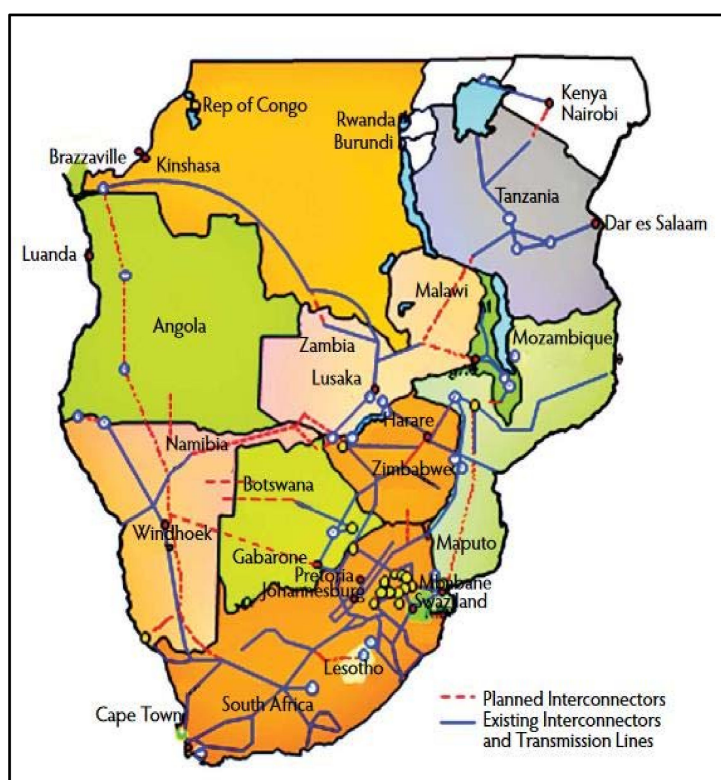 Rep of Congo
Kenya
Nairobi
Rwanda
Burundi
Brazzaville
Kinshasa
Tanzania
Dar es Salaam
Luanda
Malawi
Angola
Mozambique
Zambia
Lusaka
Harare
Namibia
Zimbabwe
Botswana
Windhoek
Maputo
Gabarone
Pretoria
Johannesburg
Mbabane
Swaziland
Lesotho
South Africa
Cape Town
Planned Interconnectors
Existing Interconnectors
and Transmission Lines